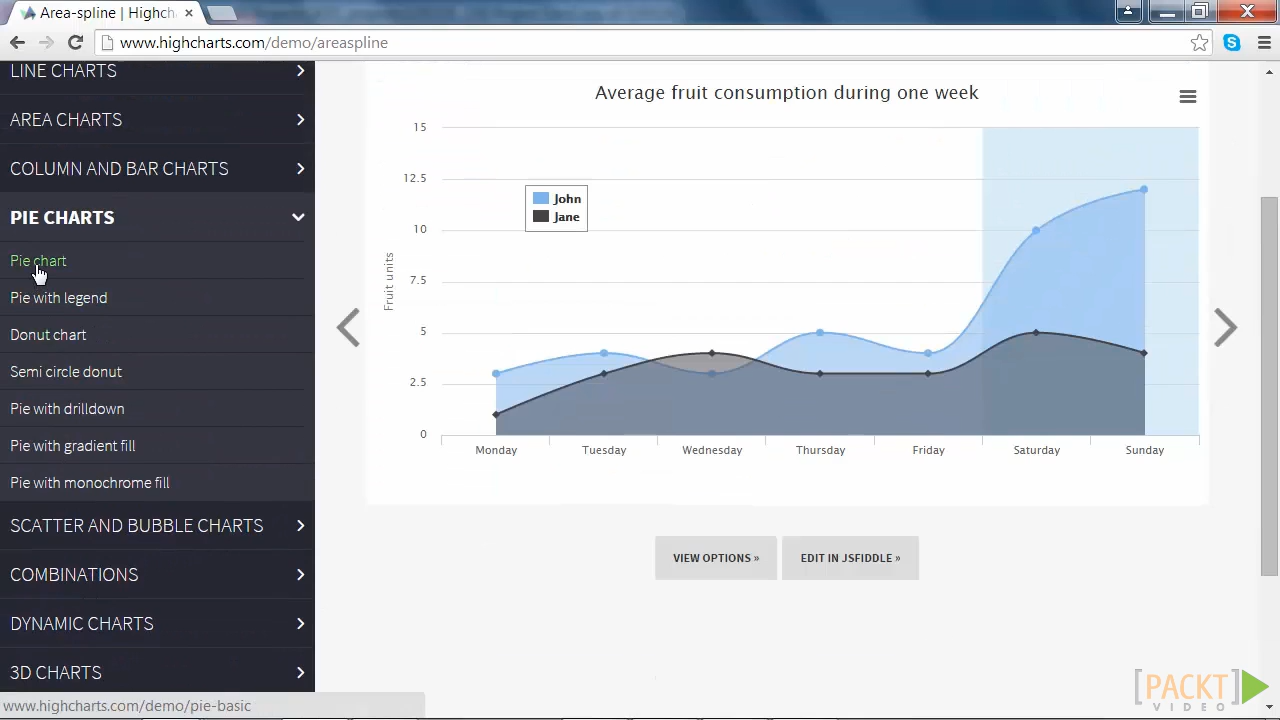 Area-spline | Highch
www.highcharts.com/demo/areaspline
LINE CHARTS
AREA CHARTS
COLUMN AND BAR CHARTS
PIE CHARTS
Pie chart
Pie with legend
Donut chart
Semi circle donut
Pie with drilldown
Pie with gradient fill
Pie with monochrome fill
SCATTER AND BUBBLE CHARTS
COMBINATIONS
DYNAMIC CHARTS
3D CHARTS
www.highcharts.com/demo/pie-basic
Average fruit consumption during one week
15
12.5
10
7.5
5
2.5
0
Fruit units
John
Jane
Monday Tuesday Wednesday Thursday Friday Saturday Sunday
VIEW OPTIONS » EDIT IN JSFIDDLE »
[PACKT]
VIDEO